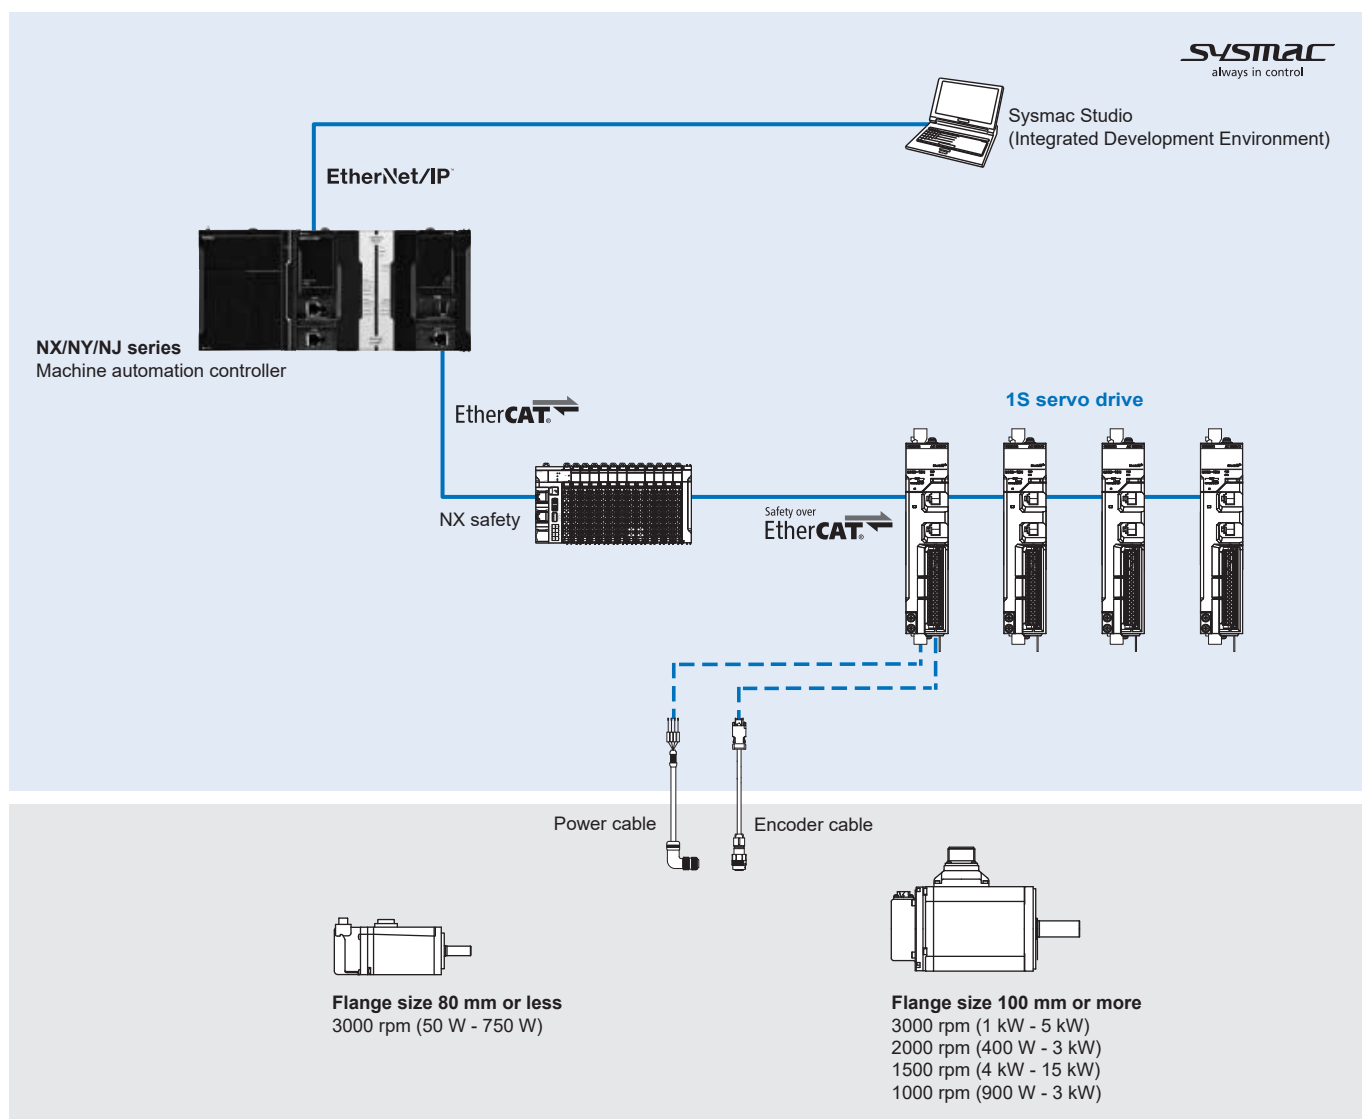 sysmac
always in control
Sysmac Studio
(Integrated Development Environment)
EtherNet/IP™
NX/NY/NJ series
Machine automation controller
EtherCAT®
1S servo drive
NX safety
Safety over
EtherCAT®
Power cable
Encoder cable
Flange size 80 mm or less
3000 rpm (50 W - 750 W)
Flange size 100 mm or more
3000 rpm (1 kW - 5 kW)
2000 rpm (400 W - 3 kW)
1500 rpm (4 kW - 15 kW)
1000 rpm (900 W - 3 kW)